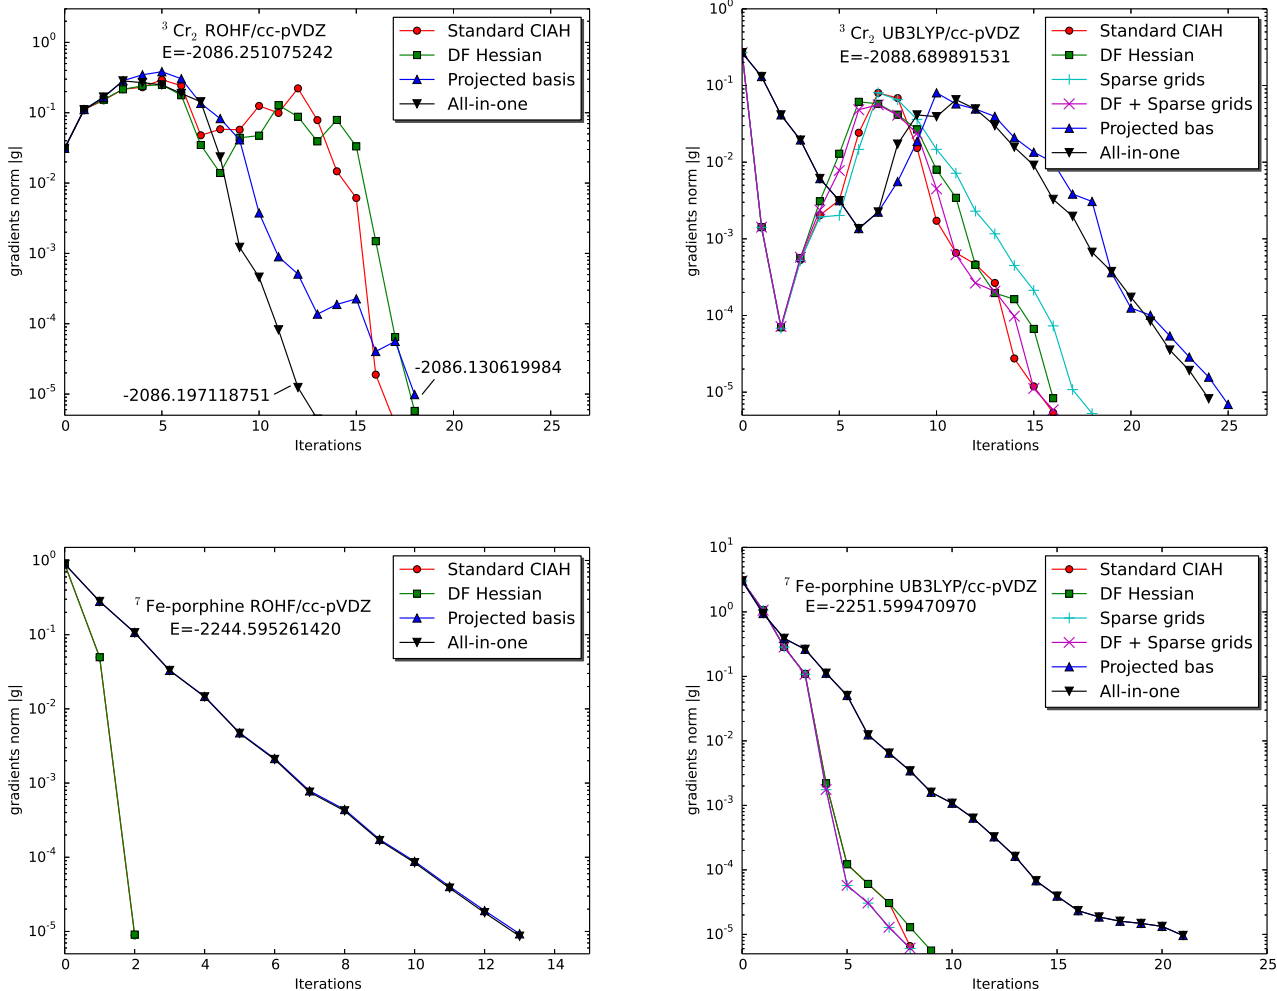 ³ Cr₂ ROHF/cc-pVDZ
E=-2086.251075242
Standard CIAH
DF Hessian
Projected basis
All-in-one
10⁰
10⁻¹
10⁻²
10⁻³
10⁻⁴
10⁻⁵
gradients norm |g|
-2086.197118751
-2086.130619984
0 5 10 15 20 25
Iterations
³ Cr₂ UB3LYP/cc-pVDZ
E=-2088.689891531
Standard CIAH
DF Hessian
Sparse grids
DF + Sparse grids
Projected bas
All-in-one
10⁰
10⁻¹
10⁻²
10⁻³
10⁻⁴
10⁻⁵
gradients norm |g|
0 5 10 15 20 25
Iterations
⁷ Fe-porphine ROHF/cc-pVDZ
E=-2244.595261420
Standard CIAH
DF Hessian
Projected basis
All-in-one
10⁰
10⁻¹
10⁻²
10⁻³
10⁻⁴
10⁻⁵
gradients norm |g|
0 2 4 6 8 10 12 14
Iterations
⁷ Fe-porphine UB3LYP/cc-pVDZ
E=-2251.599470970
Standard CIAH
DF Hessian
Sparse grids
DF + Sparse grids
Projected bas
All-in-one
10¹
10⁰
10⁻¹
10⁻²
10⁻³
10⁻⁴
10⁻⁵
gradients norm |g|
0 5 10 15 20 25
Iterations